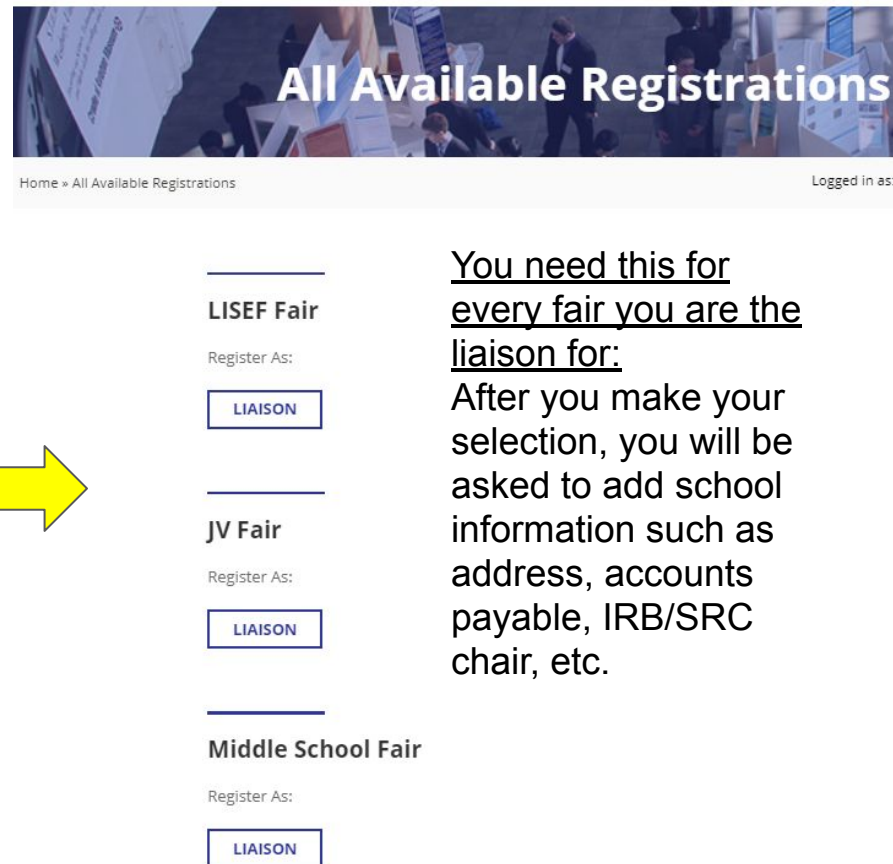 All Available Registrations
Home » All Available Registrations
Logged in as:
LISEF Fair
Register As:
LIAISON
JV Fair
Register As:
LIAISON
Middle School Fair
Register As:
LIAISON
You need this for
every fair you are the
liaison for:
After you make your
selection, you will be
asked to add school
information such as
address, accounts
payable, IRB/SRC
chair, etc.